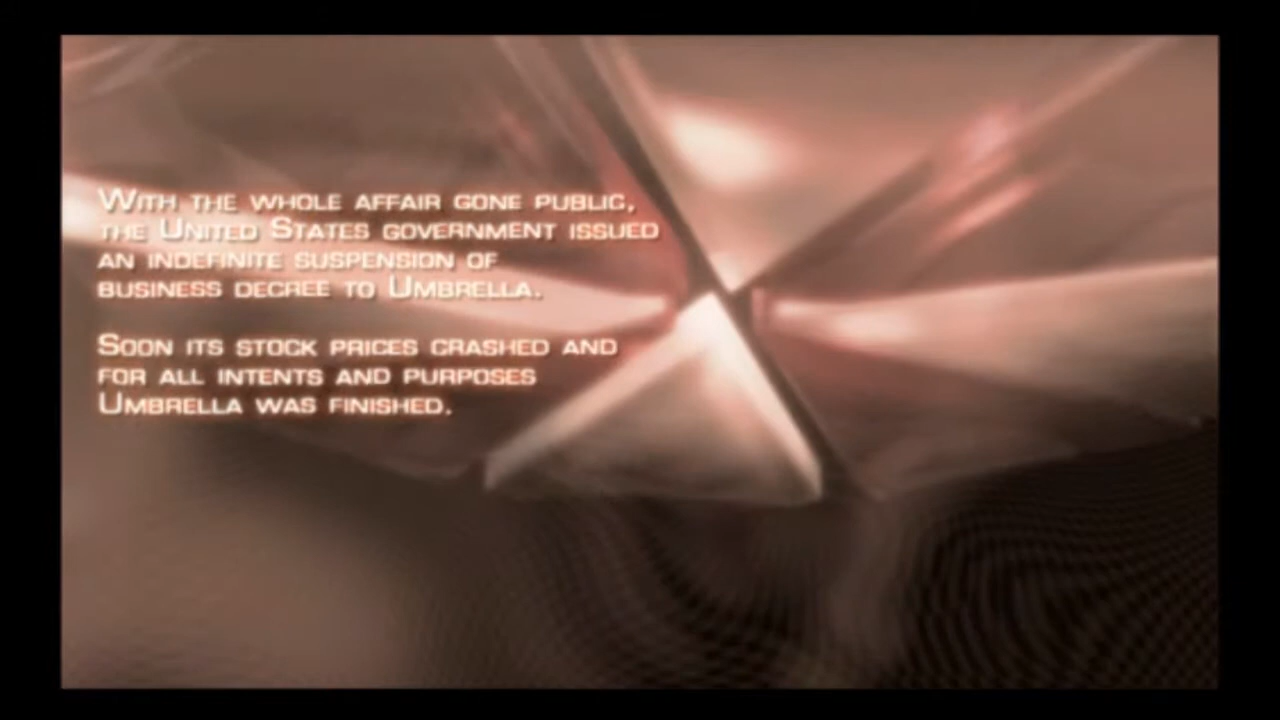 With the whole affair gone public,
the United States government issued
an indefinite suspension of
business decree to Umbrella.
Soon its stock prices crashed and
for all intents and purposes
Umbrella was finished.